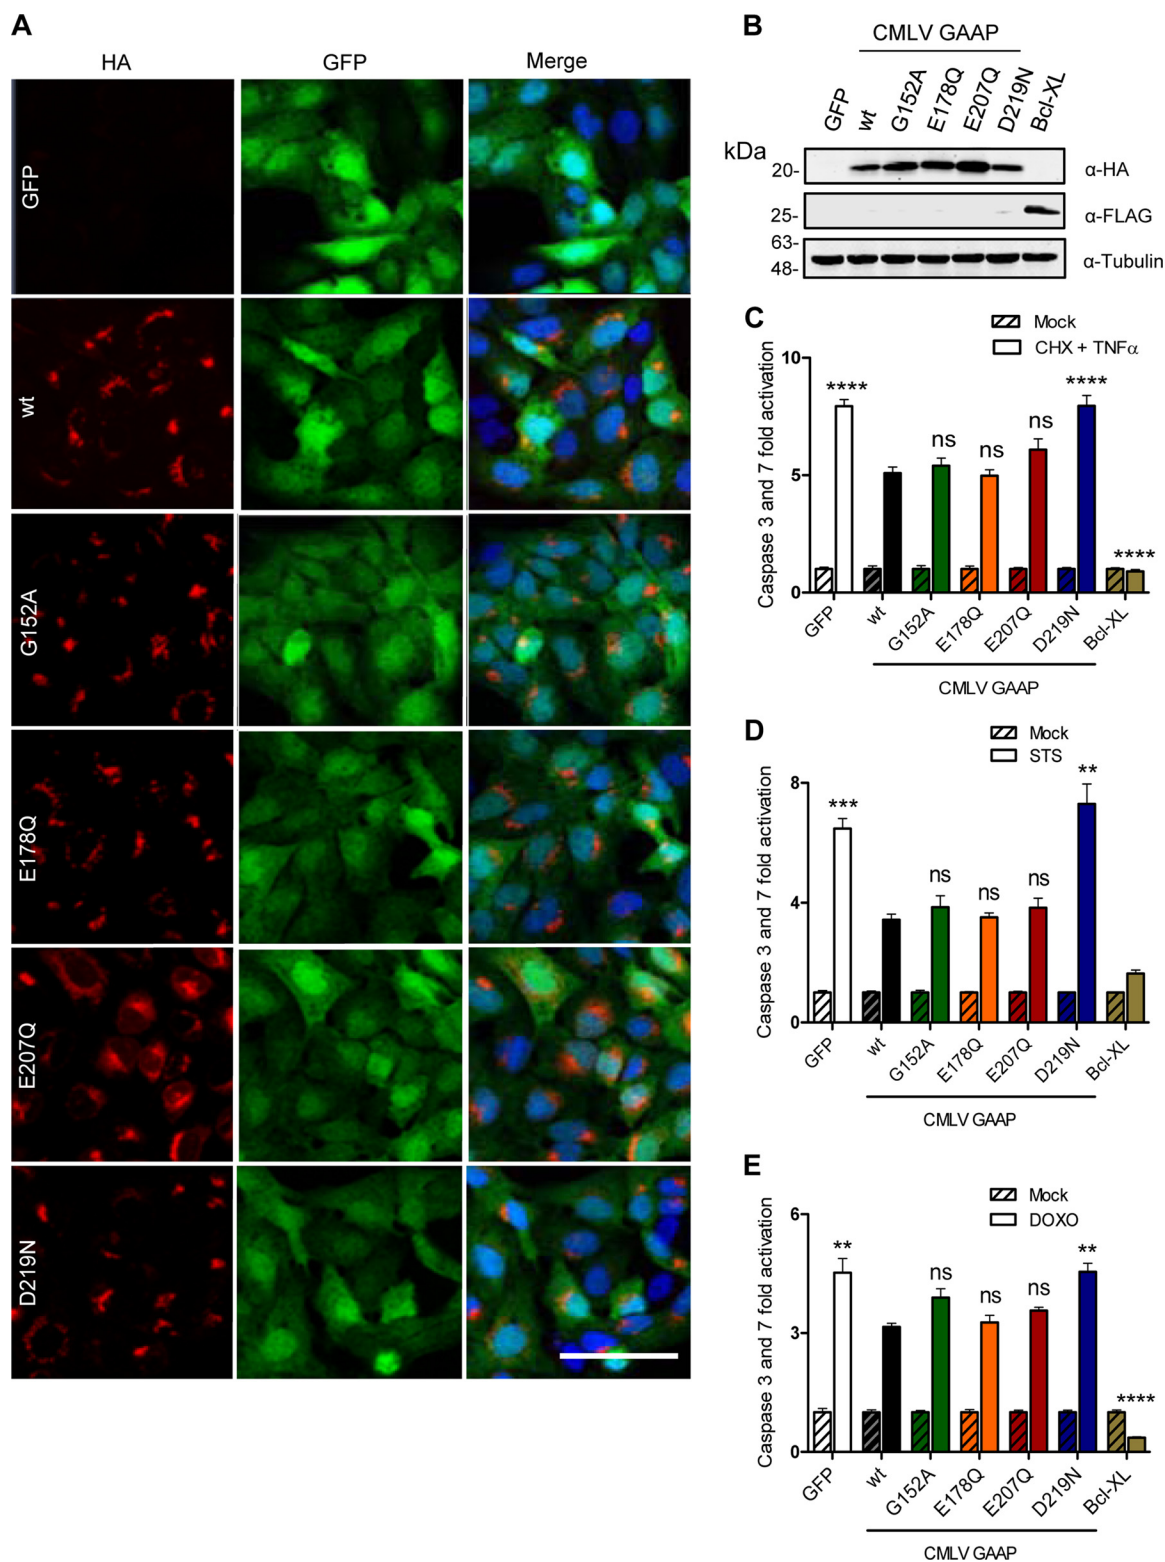 A
HA GFP Merge
GFP
wt
G152A
E178Q
E207Q
D219N
B
CMLV GAAP
GFP wt G152A E178Q E207Q D219N Bcl-XL
kDa
20- α-HA
25- α-FLAG
63-
48- α-Tubulin
C
Mock
CHX + TNFα
Caspase 3 and 7 fold activation
10
5
0
**** ns ns ns **** ****
GFP wt G152A E178Q E207Q D219N Bcl-XL
CMLV GAAP
D
Mock
STS
Caspase 3 and 7 fold activation
8
4
0
*** ns ns ns **
GFP wt G152A E178Q E207Q D219N Bcl-XL
CMLV GAAP
E
Mock
DOXO
Caspase 3 and 7 fold activation
6
3
0
** ns ns ns ** ****
GFP wt G152A E178Q E207Q D219N Bcl-XL
CMLV GAAP